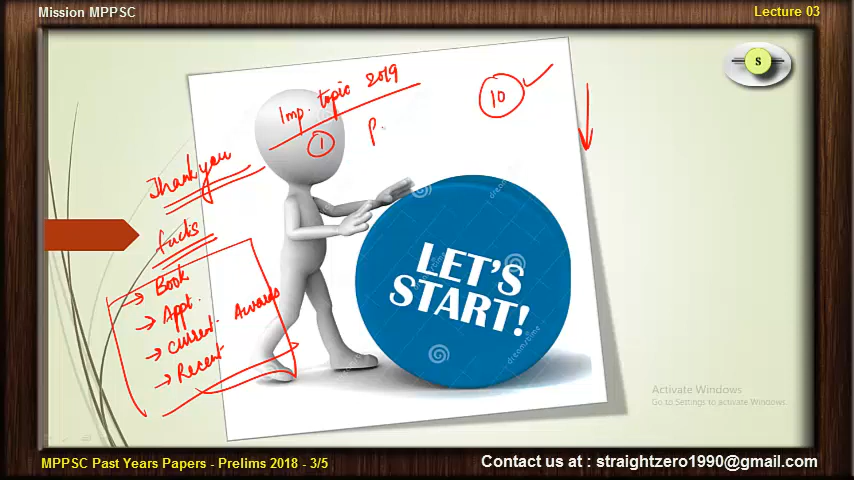 Mission MPPSC
Lecture 03
S
Imp. topic 2019
10
1
P.
Thank you
facts
→ Book
→ Appt.
→ Current. Awards
→ Recent
LET'S
START!
dreamstime
Activate Windows
Go to Settings to activate Windows.
MPPSC Past Years Papers - Prelims 2018 - 3/5
Contact us at : straightzero1990@gmail.com